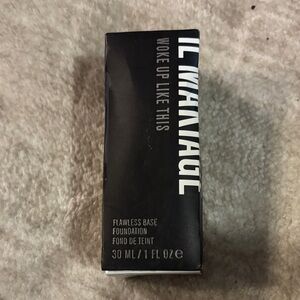 IL MAKIAGE
WOKE UP LIKE THIS
FLAWLESS BASE
FOUNDATION
FOND DE TEINT
30 ML / 1 FL OZ ℮